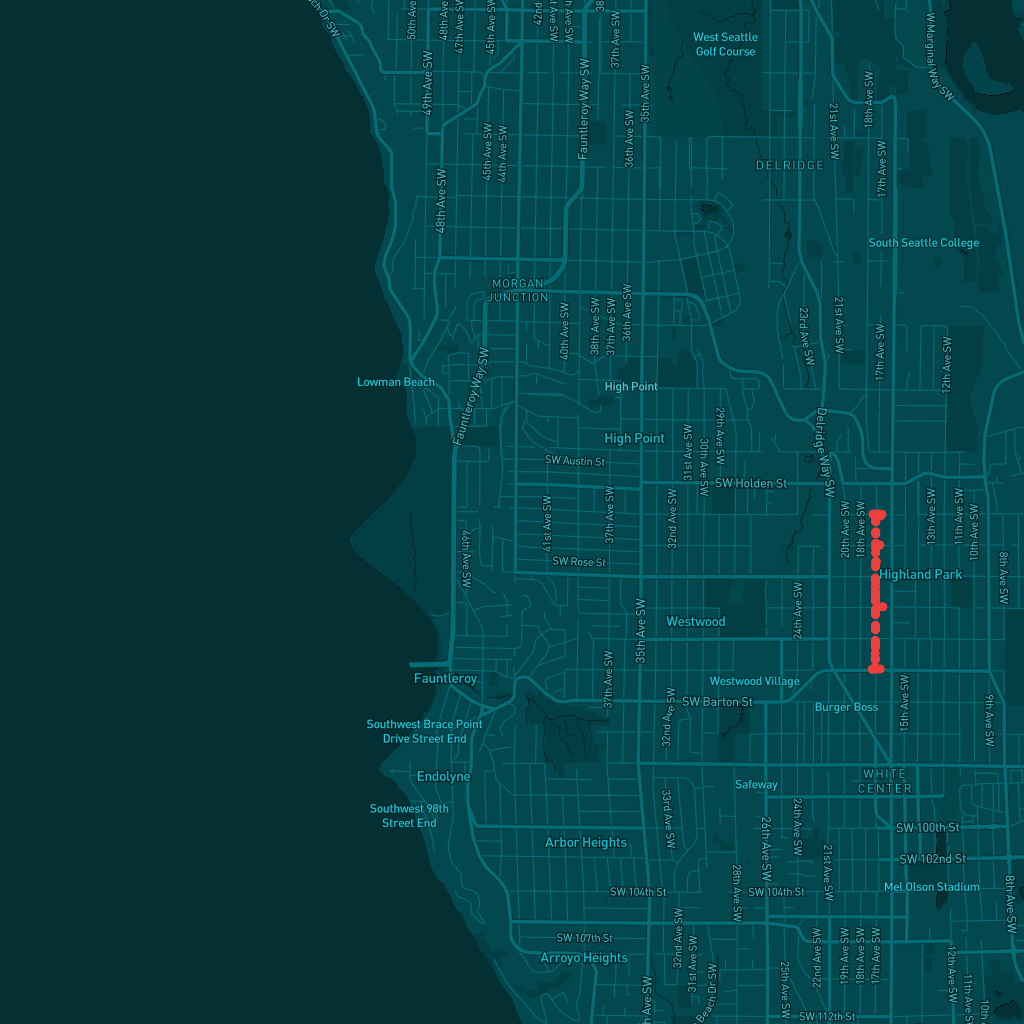 Beach Dr SW
50th Ave SW
48th Ave SW
47th Ave SW
45th Ave SW
42nd
Ave SW
Ave SW
38
37th Ave SW
West Seattle
Golf Course
W Marginal Way SW
49th Ave SW
Fauntleroy Way SW
35th Ave SW
36th Ave SW
21st Ave SW
18th Ave SW
17th Ave SW
45th Ave SW
44th Ave SW
DELRIDGE
48th Ave SW
South Seattle College
MORGAN
JUNCTION
40th Ave SW
38th Ave SW
37th Ave SW
36th Ave SW
23rd Ave SW
21st Ave SW
17th Ave SW
12th Ave SW
Lowman Beach
Fauntleroy Way SW
High Point
High Point
Delridge Way SW
29th Ave SW
30th Ave SW
31st Ave SW
SW Austin St
SW Holden St
41st Ave SW
37th Ave SW
32nd Ave SW
20th Ave SW
18th Ave SW
13th Ave SW
11th Ave SW
10th Ave SW
46th Ave SW
SW Rose St
Highland Park
8th Ave SW
35th Ave SW
Westwood
24th Ave SW
Fauntleroy
37th Ave SW
Westwood Village
SW Barton St
32nd Ave SW
Burger Boss
15th Ave SW
9th Ave SW
Southwest Brace Point
Drive Street End
Endolyne
Safeway
WHITE
CENTER
Southwest 98th
Street End
33rd Ave SW
26th Ave SW
24th Ave SW
SW 100th St
Arbor Heights
21st Ave SW
SW 102nd St
28th Ave SW
SW 104th St
SW 104th St
Mel Olson Stadium
8th Ave SW
SW 107th St
32nd Ave SW
31st Ave SW
22nd Ave SW
19th Ave SW
18th Ave SW
17th Ave SW
12th Ave SW
Arroyo Heights
Beach Dr SW
25th Ave SW
11th Ave SW
10th
th Ave SW
SW 112th St